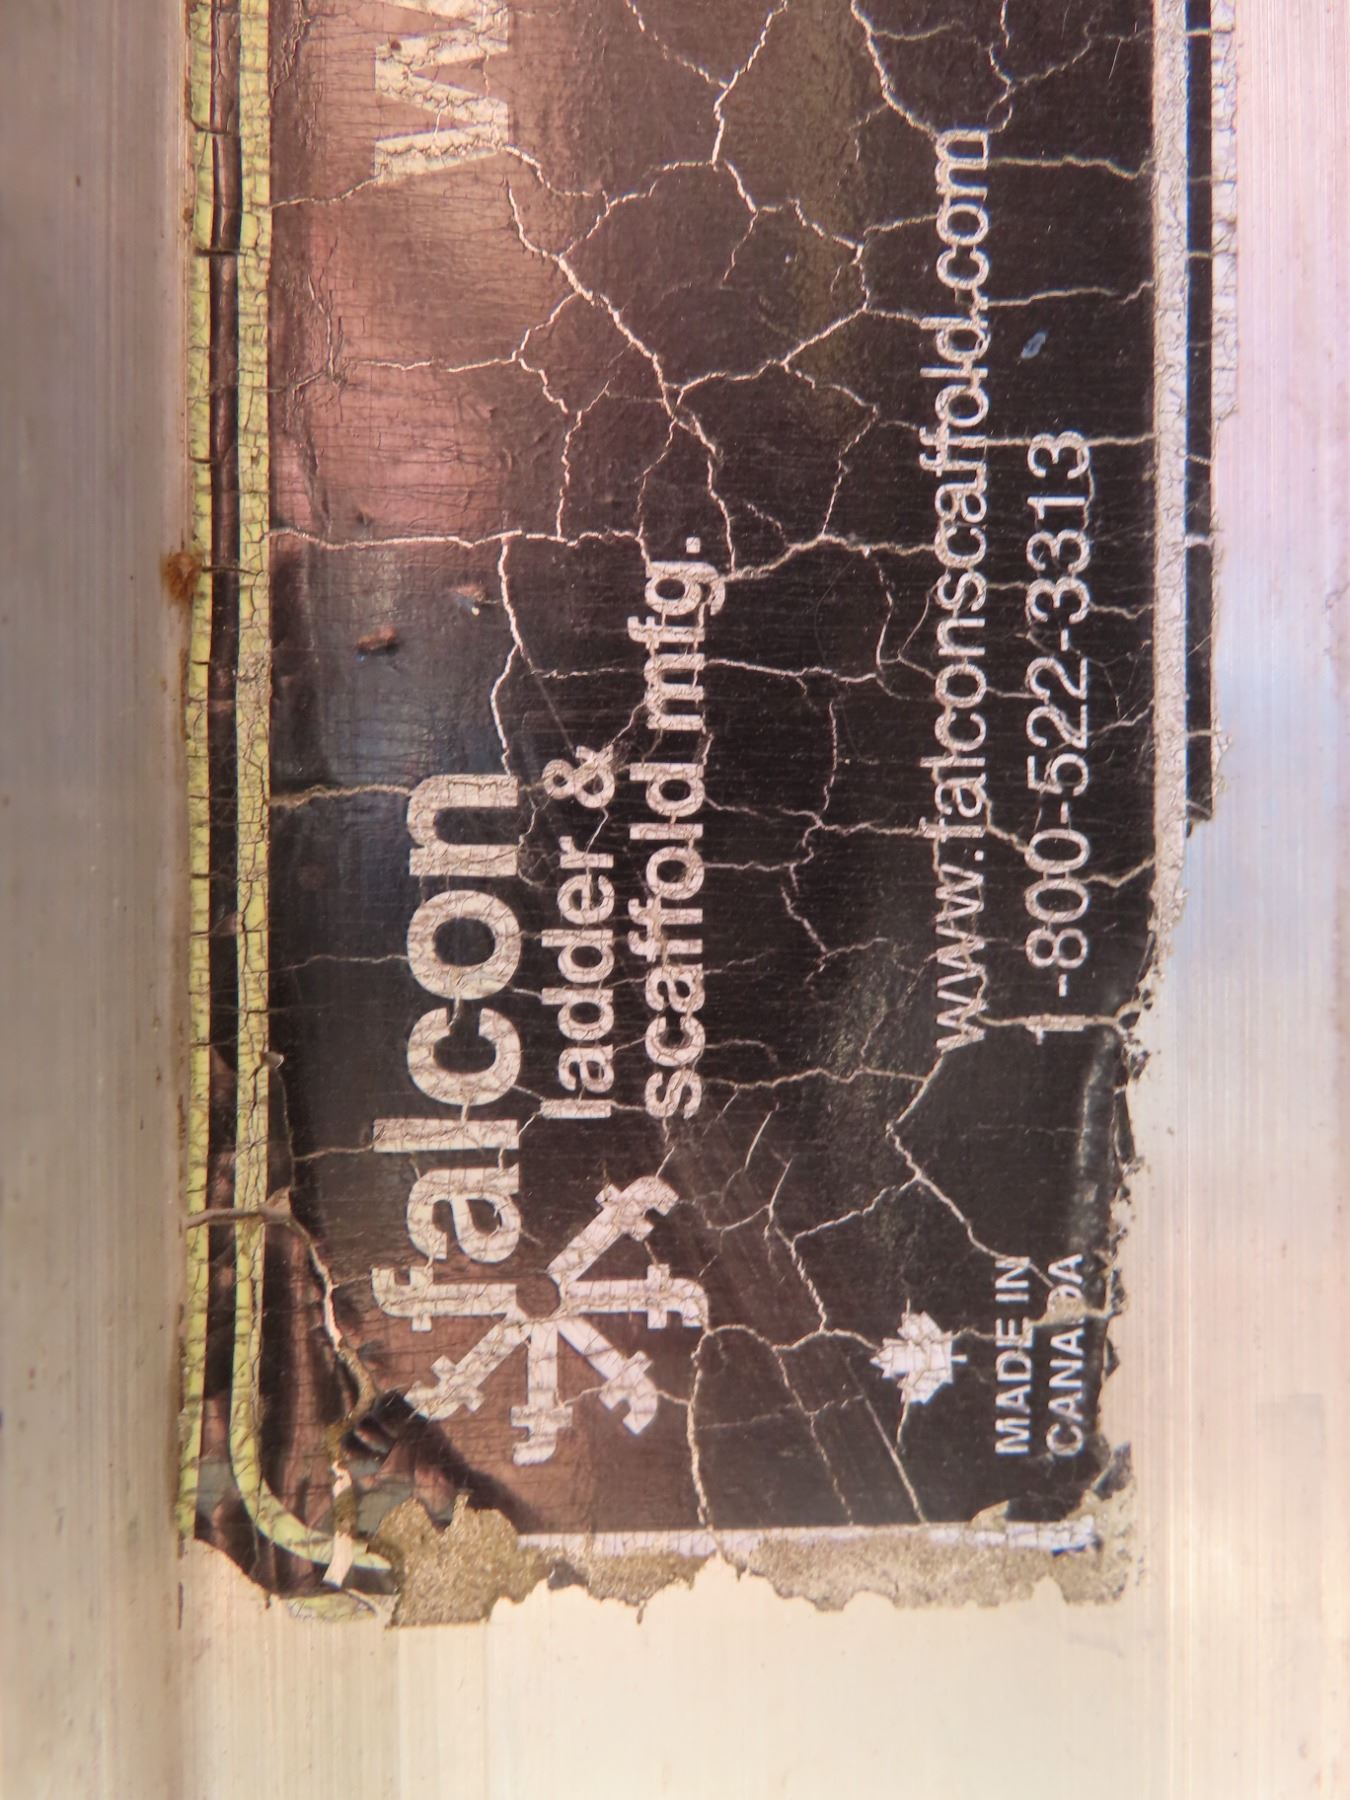 falcon
ladder &
scaffold mfg.
www.falconscaffold.com
1-800-522-3313
MADE IN
CANADA